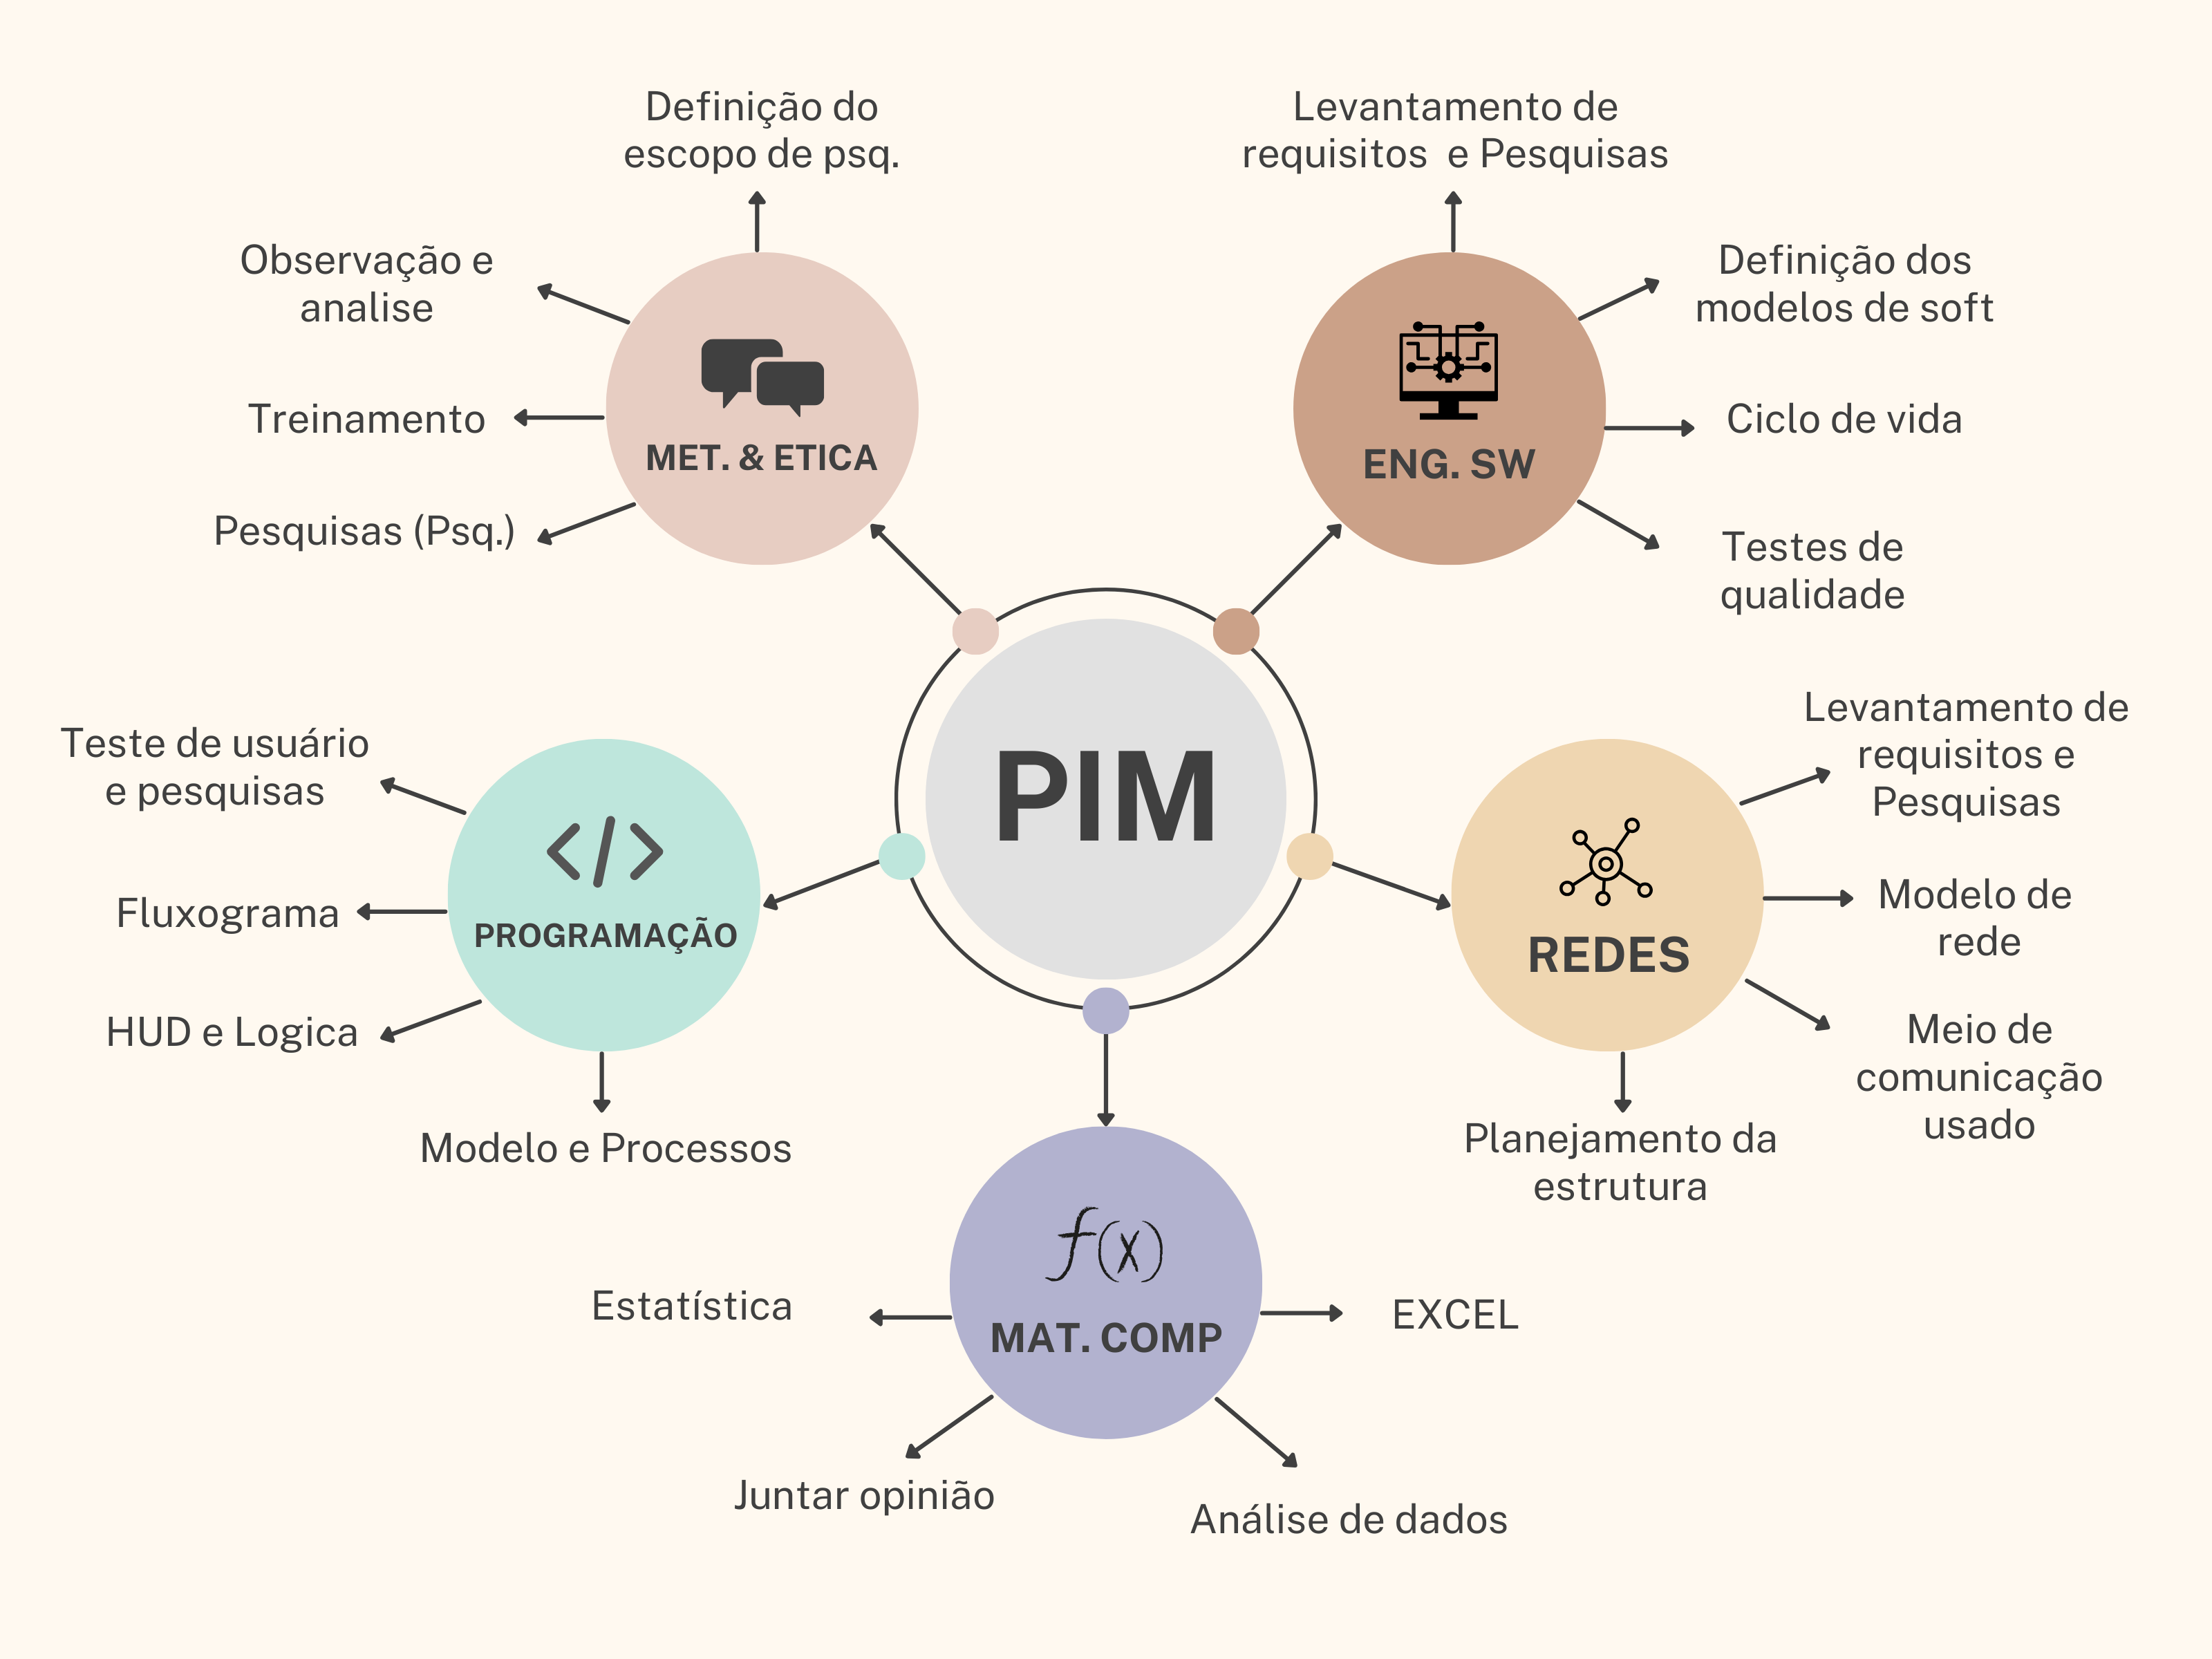 Definição do
escopo de psq.
Observação e
analise
Treinamento
Pesquisas (Psq.)
MET. & ETICA
Levantamento de
requisitos e Pesquisas
Definição dos
modelos de soft
Ciclo de vida
Testes de
qualidade
ENG. SW
PIM
Teste de usuário
e pesquisas
Fluxograma
HUD e Logica
Modelo e Processos
PROGRAMAÇÃO
Levantamento de
requisitos e
Pesquisas
Modelo de
rede
Meio de
comunicação
usado
Planejamento da
estrutura
REDES
f(x)
MAT. COMP
Estatística
EXCEL
Juntar opinião
Análise de dados